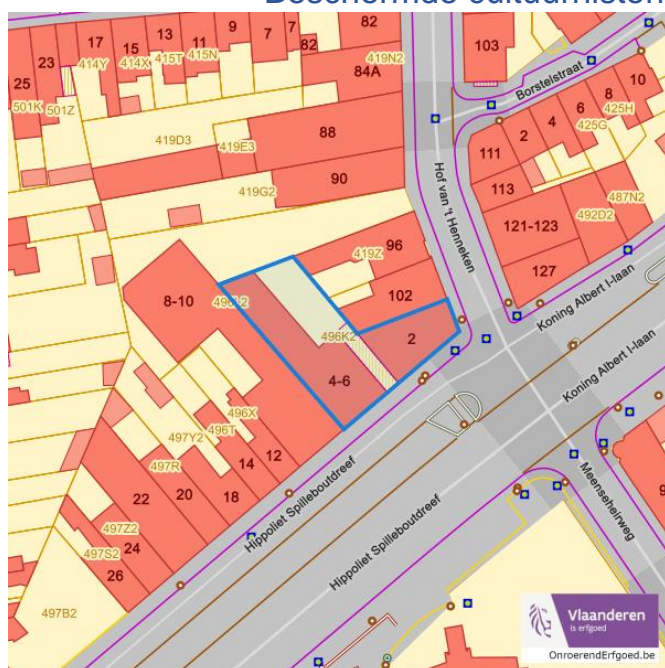 82
23
17
15
13
11
9
7
7
82
103
25
414Y
414X
415T
415N
82
419N2
501K
501Z
84A
Borstelstraat
10
8
6
425H
88
4
425G
419D3
419E3
2
111
90
113
487N2
419G2
Hof van 't Henneken
492D2
121-123
96
419Z
127
8-10
496L2
102
Koning Albert I-laan
496K2
2
Koning Albert I-laan
4-6
496X
496T
497Y2
12
14
497R
22
20
18
Hippoliet Spilleboutdreef
Meenseheirweg
9
497Z2
24
497S2
26
Hippoliet Spilleboutdreef
497B2
Vlaanderen
is erfgoed
OnroerendErfgoed.be